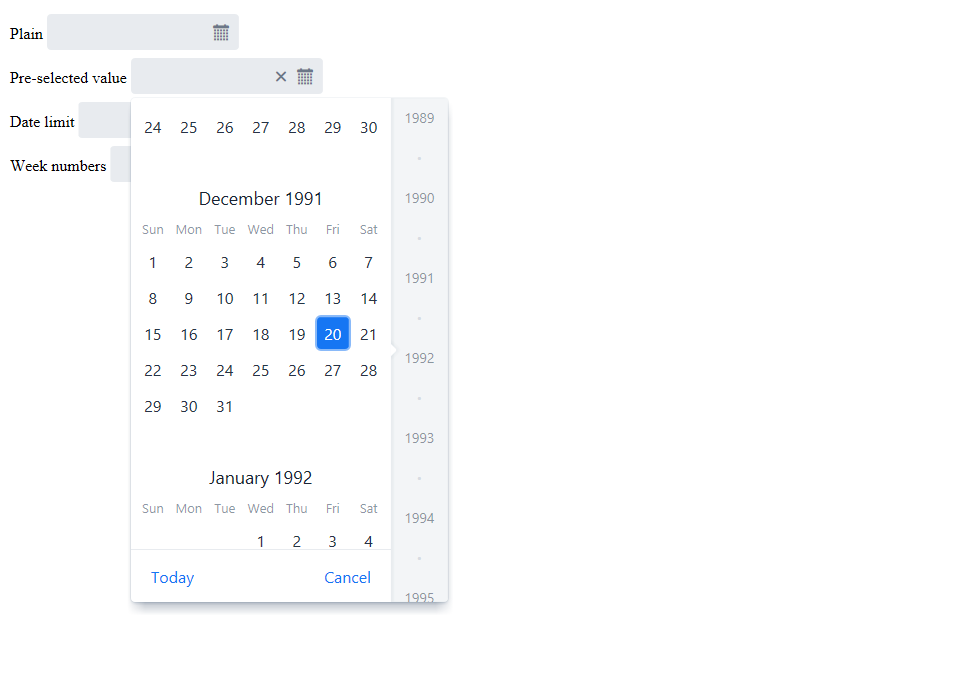 Plain
Pre-selected value
Date limit
Week numbers
24 25 26 27 28 29 30
December 1991
Sun Mon Tue Wed Thu Fri Sat
1 2 3 4 5 6 7
8 9 10 11 12 13 14
15 16 17 18 19 20 21
22 23 24 25 26 27 28
29 30 31
January 1992
Sun Mon Tue Wed Thu Fri Sat
1 2 3 4
Today Cancel
1989
1990
1991
1992
1993
1994
1995